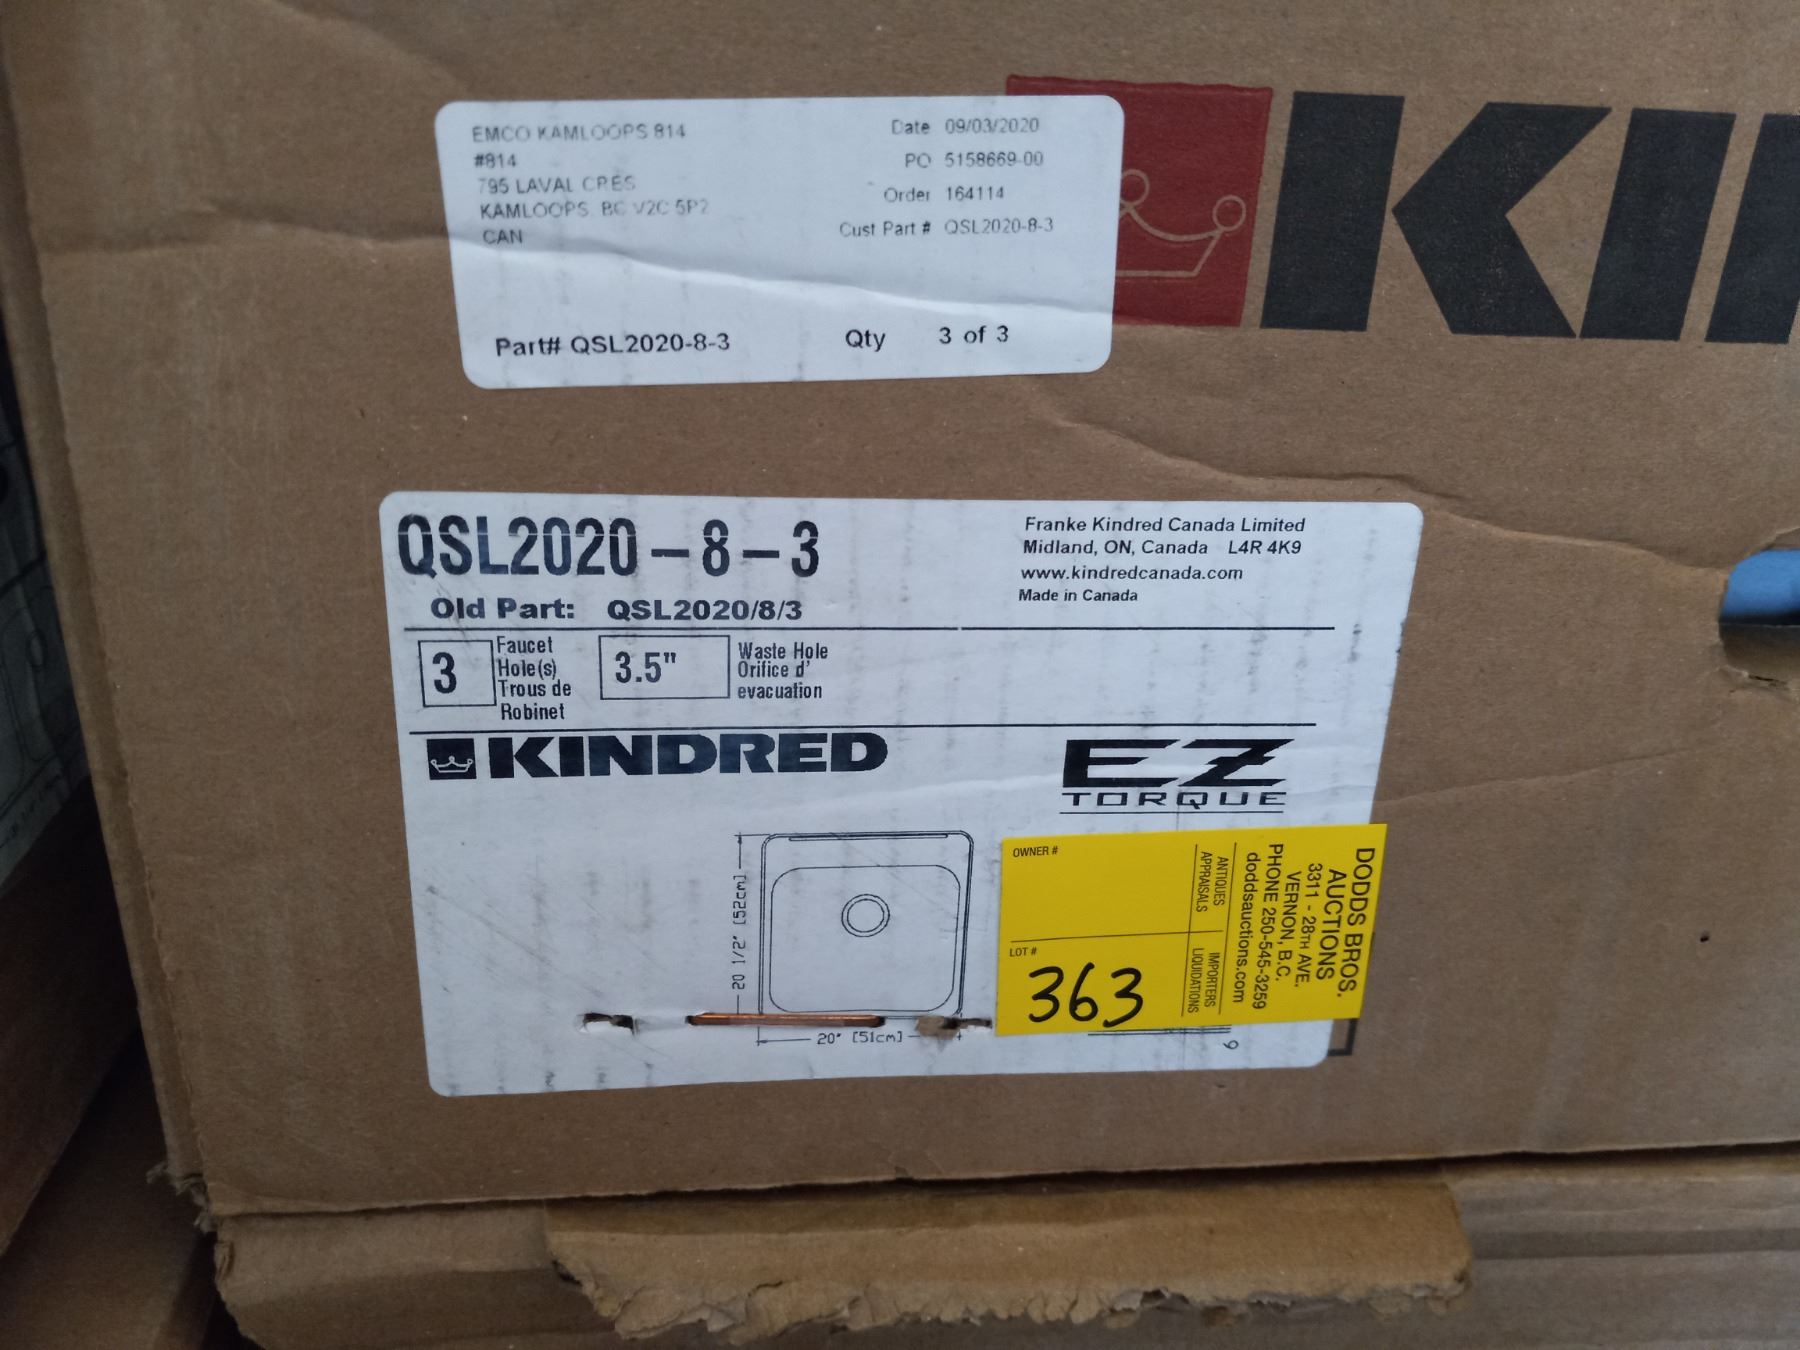 EMCO KAMLOOPS 814
#814
795 LAVAL CRES
KAMLOOPS, BC V2C 5P2
CAN
Date 09/03/2020
PO 5158669-00
Order 164114
Cust Part # QSL2020-8-3
Part# QSL2020-8-3 Qty 3 of 3
QSL2020-8-3
Old Part: QSL2020/8/3
Franke Kindred Canada Limited
Midland, ON, Canada L4R 4K9
www.kindredcanada.com
Made in Canada
3
Faucet
Hole(s)
Trous de
Robinet
3.5"
Waste Hole
Orifice d'
evacuation
KINDRED
EZ
TORQUE
20 1/2" [52cm]
20" [51cm]
OWNER #
LOT #
363
ANTIQUES
APPRAISALS
IMPORTERS
LIQUIDATIONS
DODDS BROS.
AUCTIONS
3311 - 28TH AVE.
VERNON, B.C.
PHONE 250-545-3259
doddsauctions.com